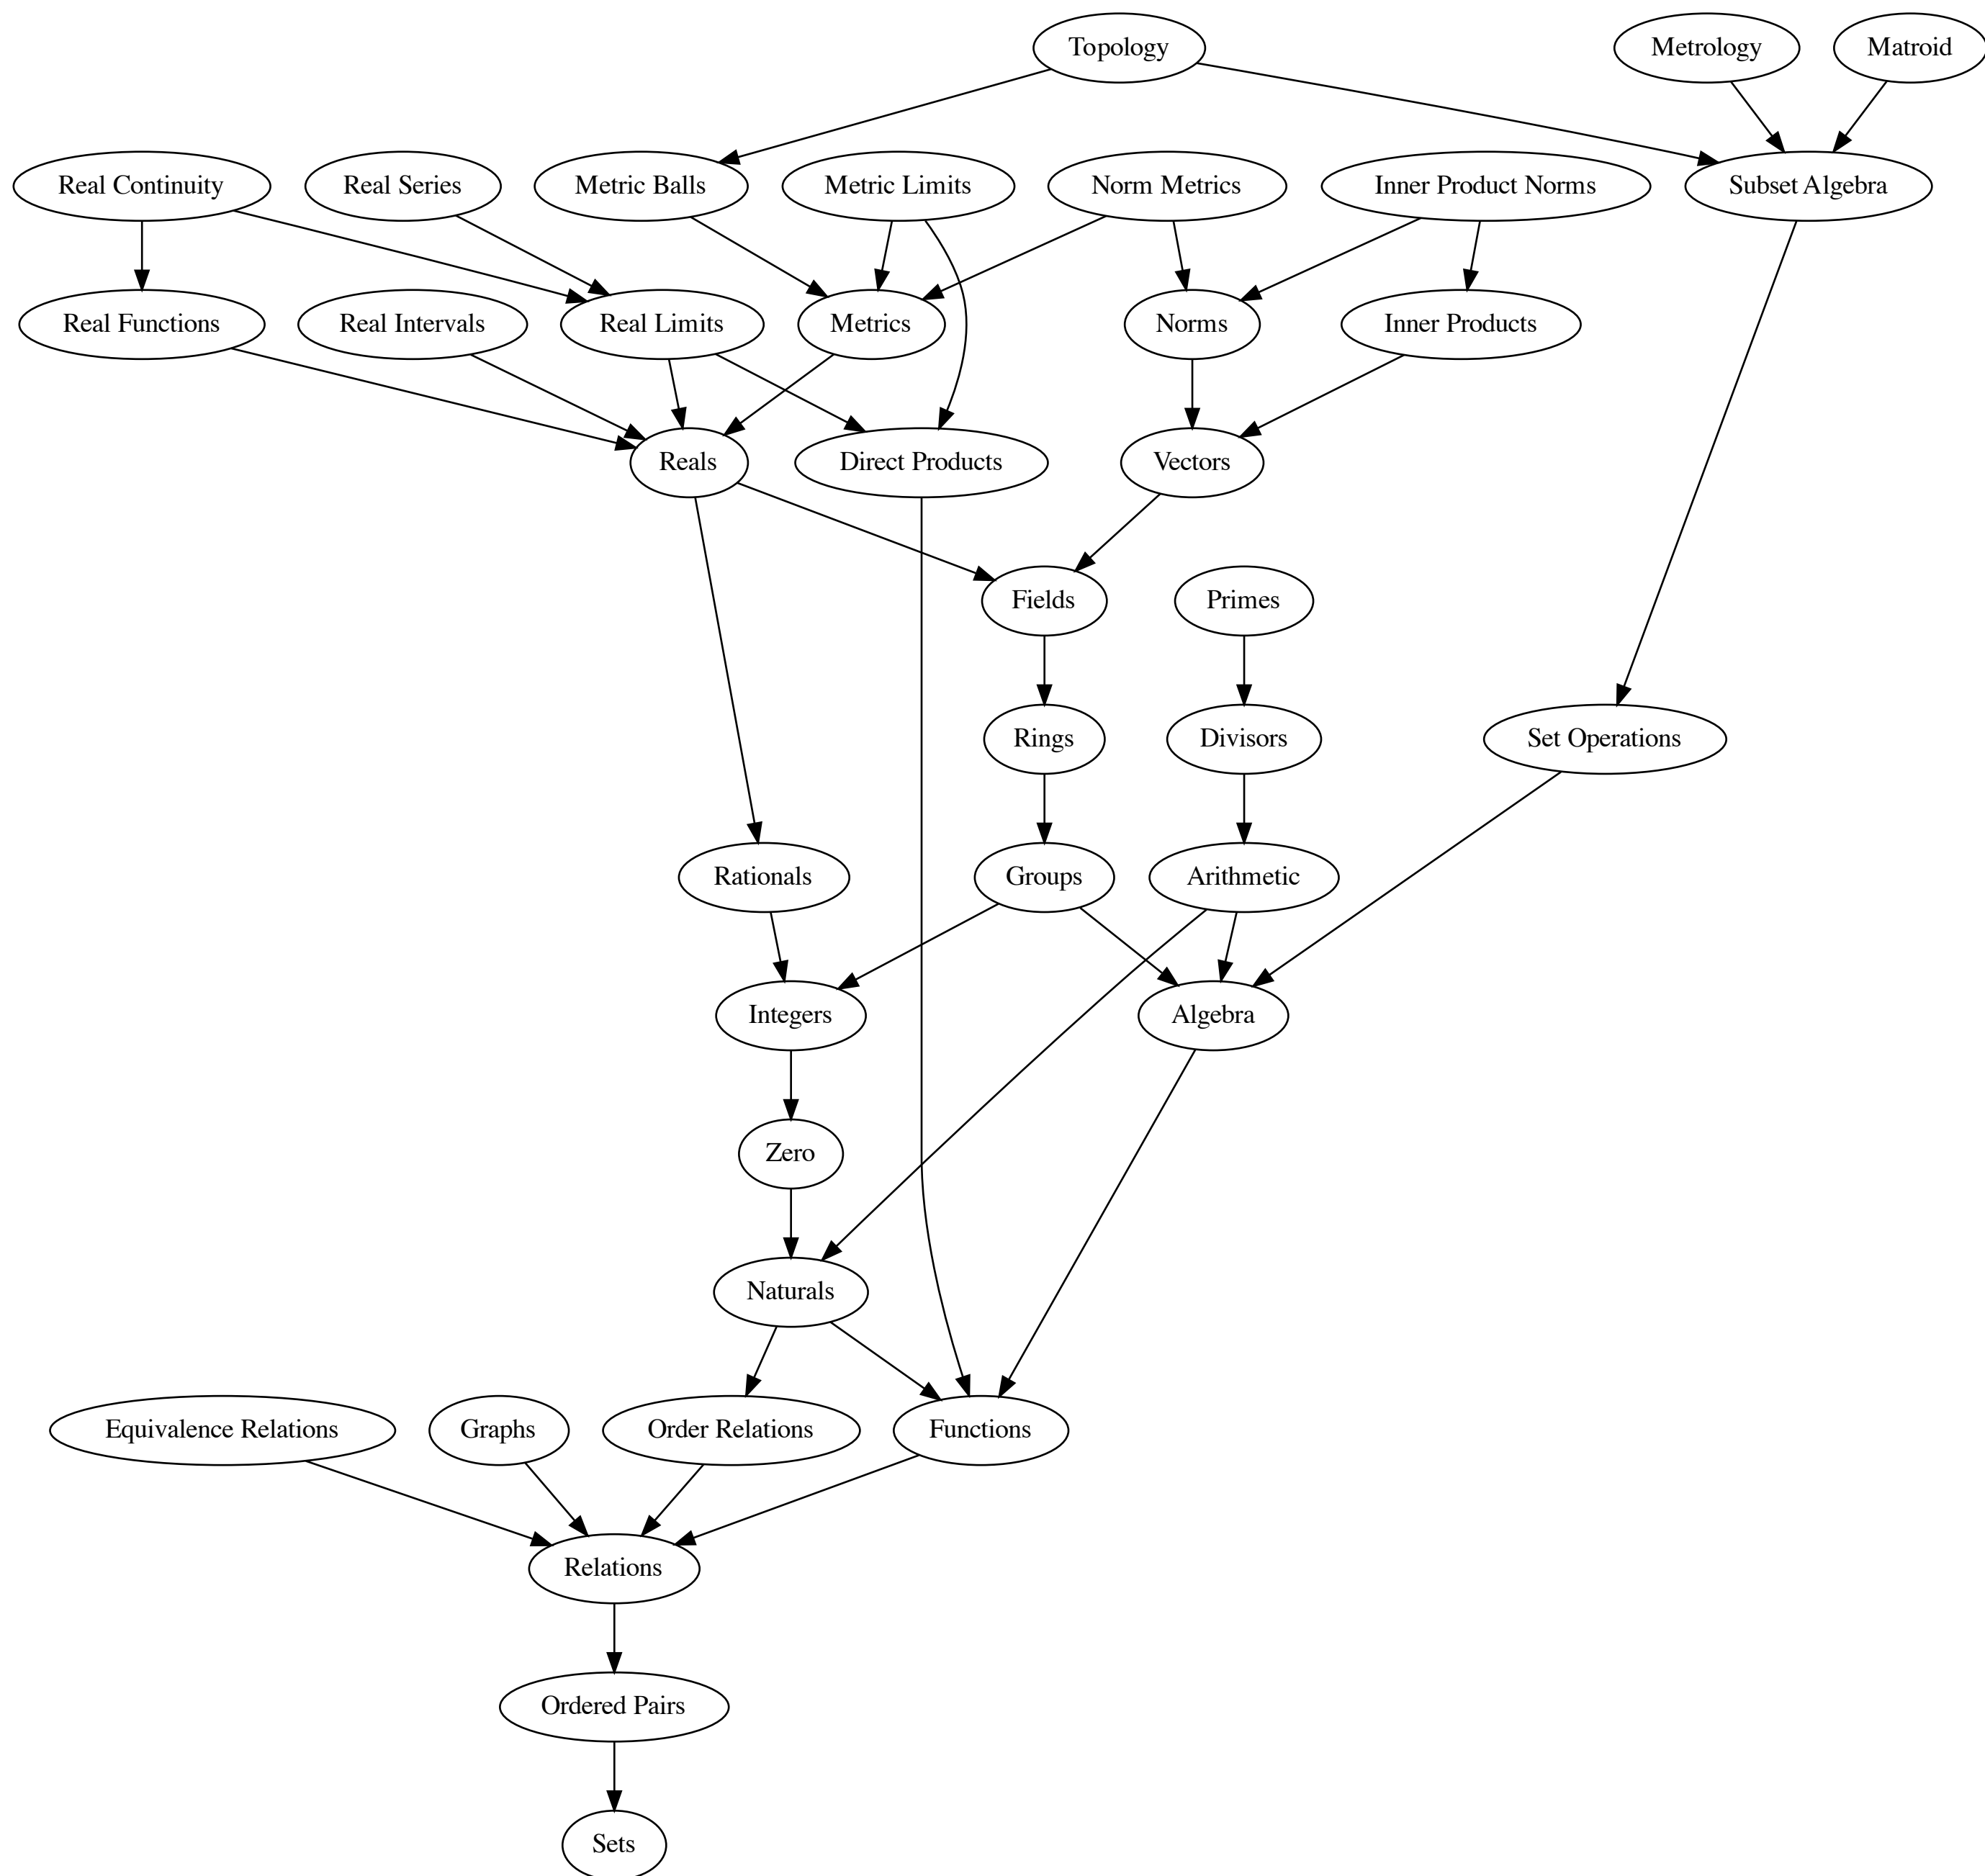 Topology
Metrology
Matroid
Real Continuity
Real Series
Metric Balls
Metric Limits
Norm Metrics
Inner Product Norms
Subset Algebra
Real Functions
Real Intervals
Real Limits
Metrics
Norms
Inner Products
Reals
Direct Products
Vectors
Fields
Primes
Rings
Divisors
Set Operations
Rationals
Groups
Arithmetic
Integers
Algebra
Zero
Naturals
Equivalence Relations
Graphs
Order Relations
Functions
Relations
Ordered Pairs
Sets